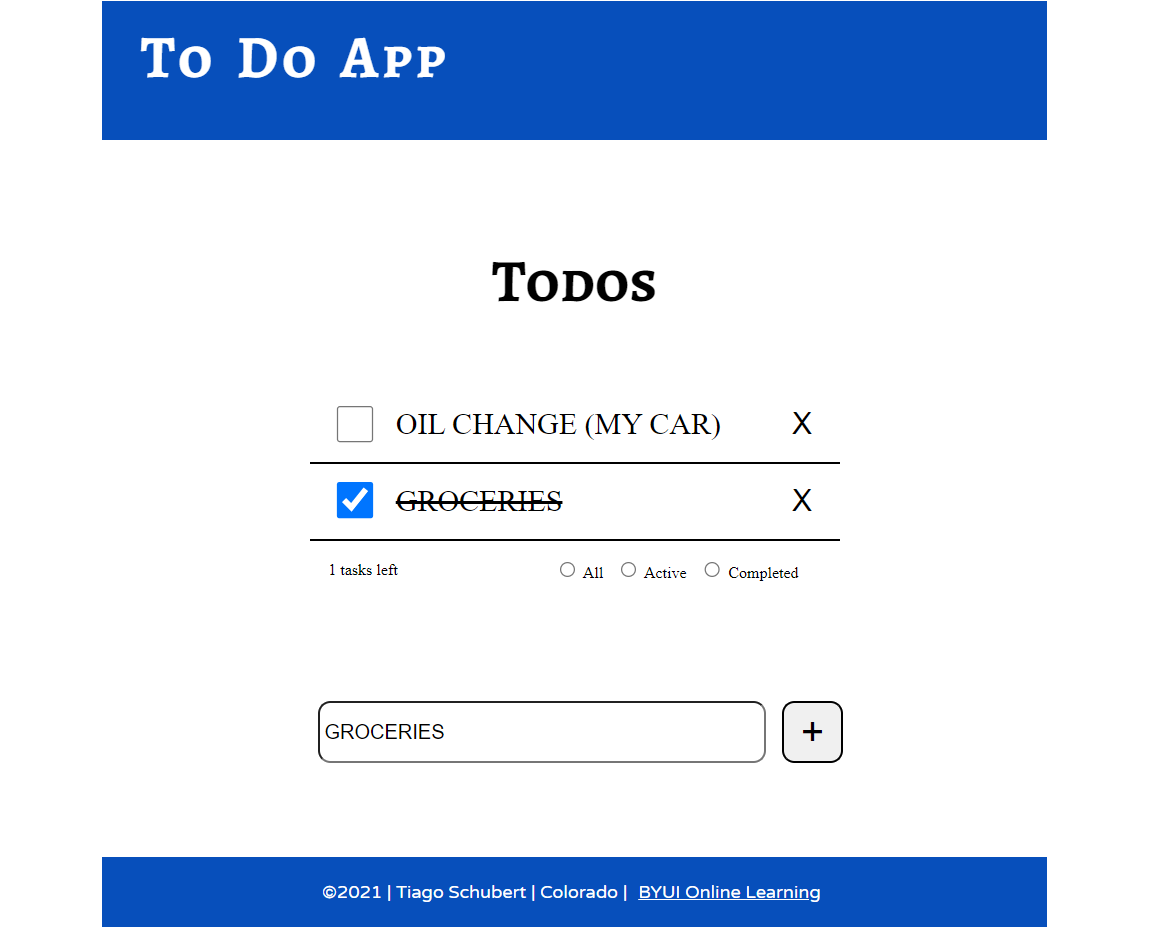 To Do App
Todos
OIL CHANGE (MY CAR) X
GROCERIES X
1 tasks left All Active Completed
GROCERIES +
©2021 | Tiago Schubert | Colorado | BYUI Online Learning